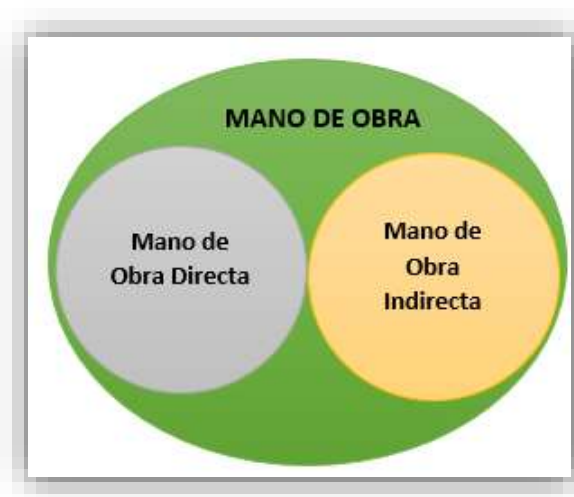 MANO DE OBRA
Mano de
Obra Directa
Mano de
Obra
Indirecta